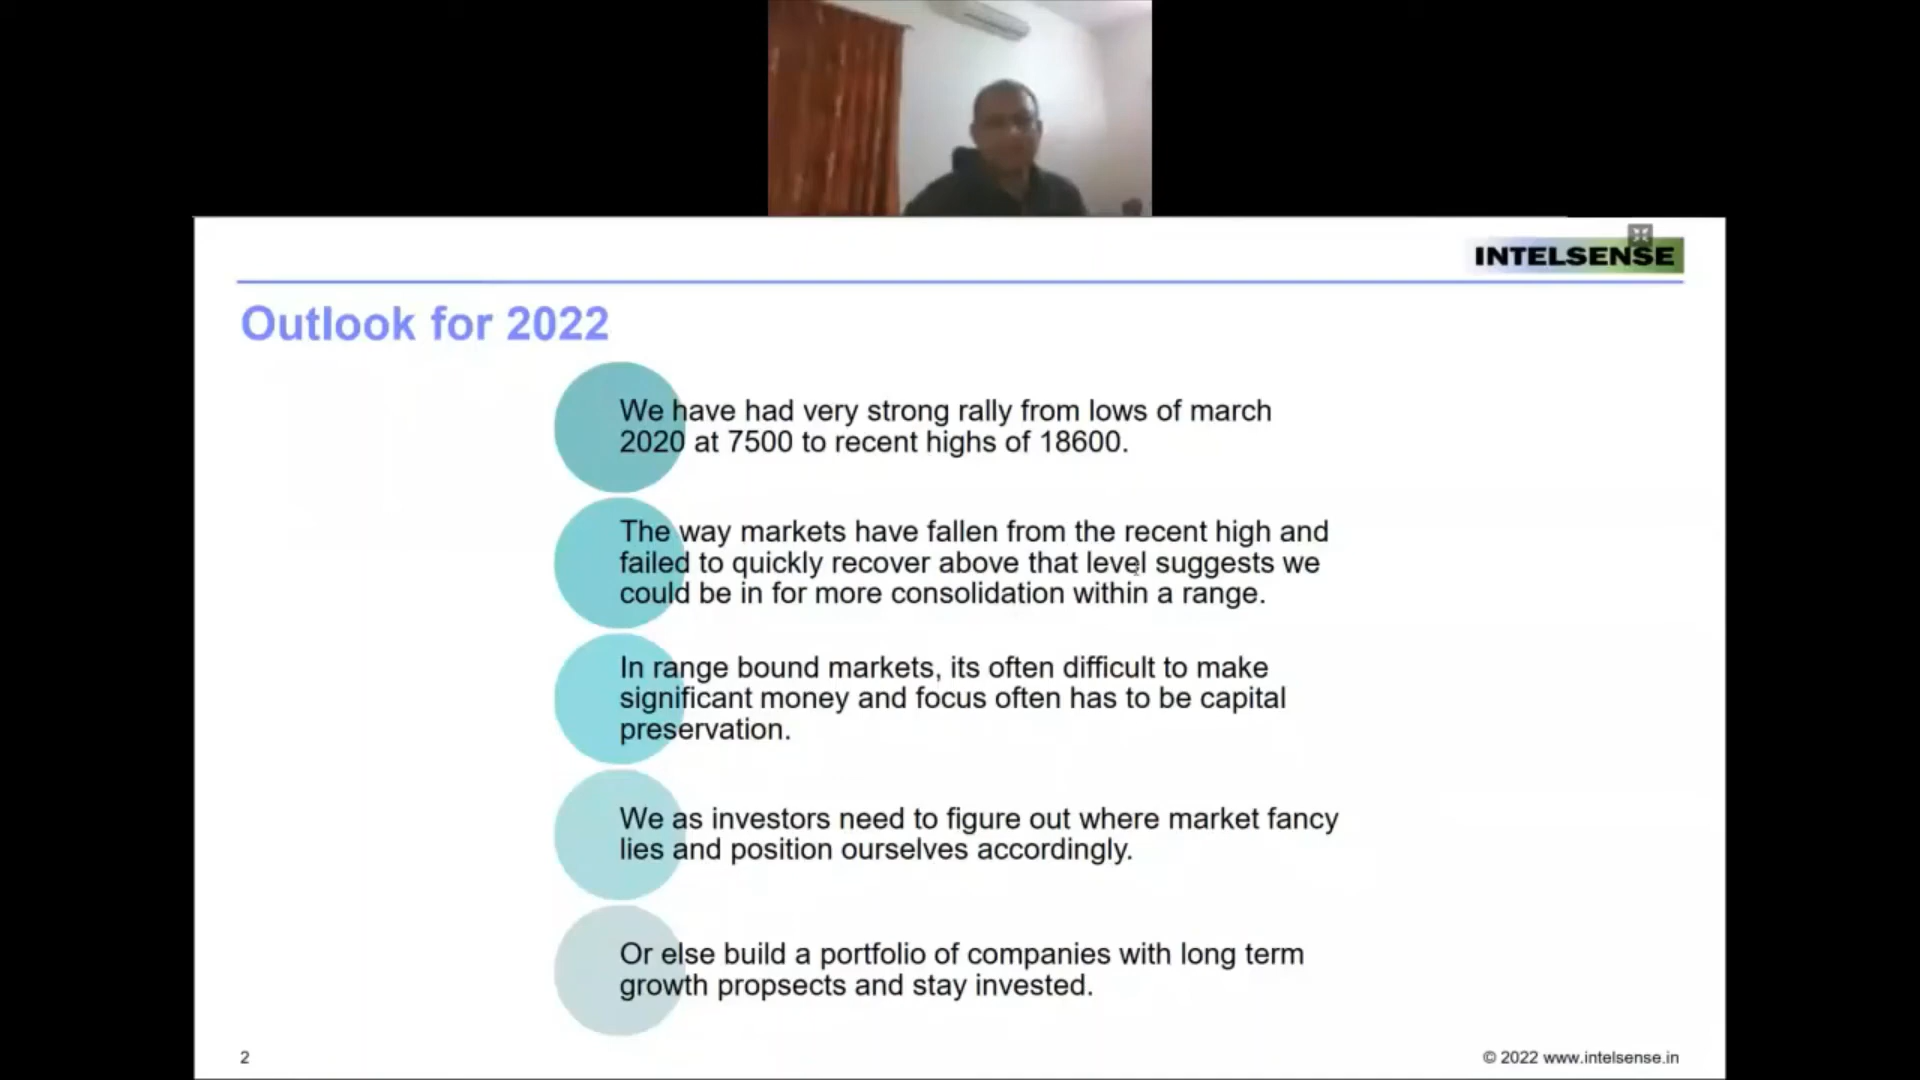 INTELSENSE
Outlook for 2022
We have had very strong rally from lows of march
2020 at 7500 to recent highs of 18600.
The way markets have fallen from the recent high and
failed to quickly recover above that level suggests we
could be in for more consolidation within a range.
In range bound markets, its often difficult to make
significant money and focus often has to be capital
preservation.
We as investors need to figure out where market fancy
lies and position ourselves accordingly.
Or else build a portfolio of companies with long term
growth propsects and stay invested.
2
© 2022 www.intelsense.in